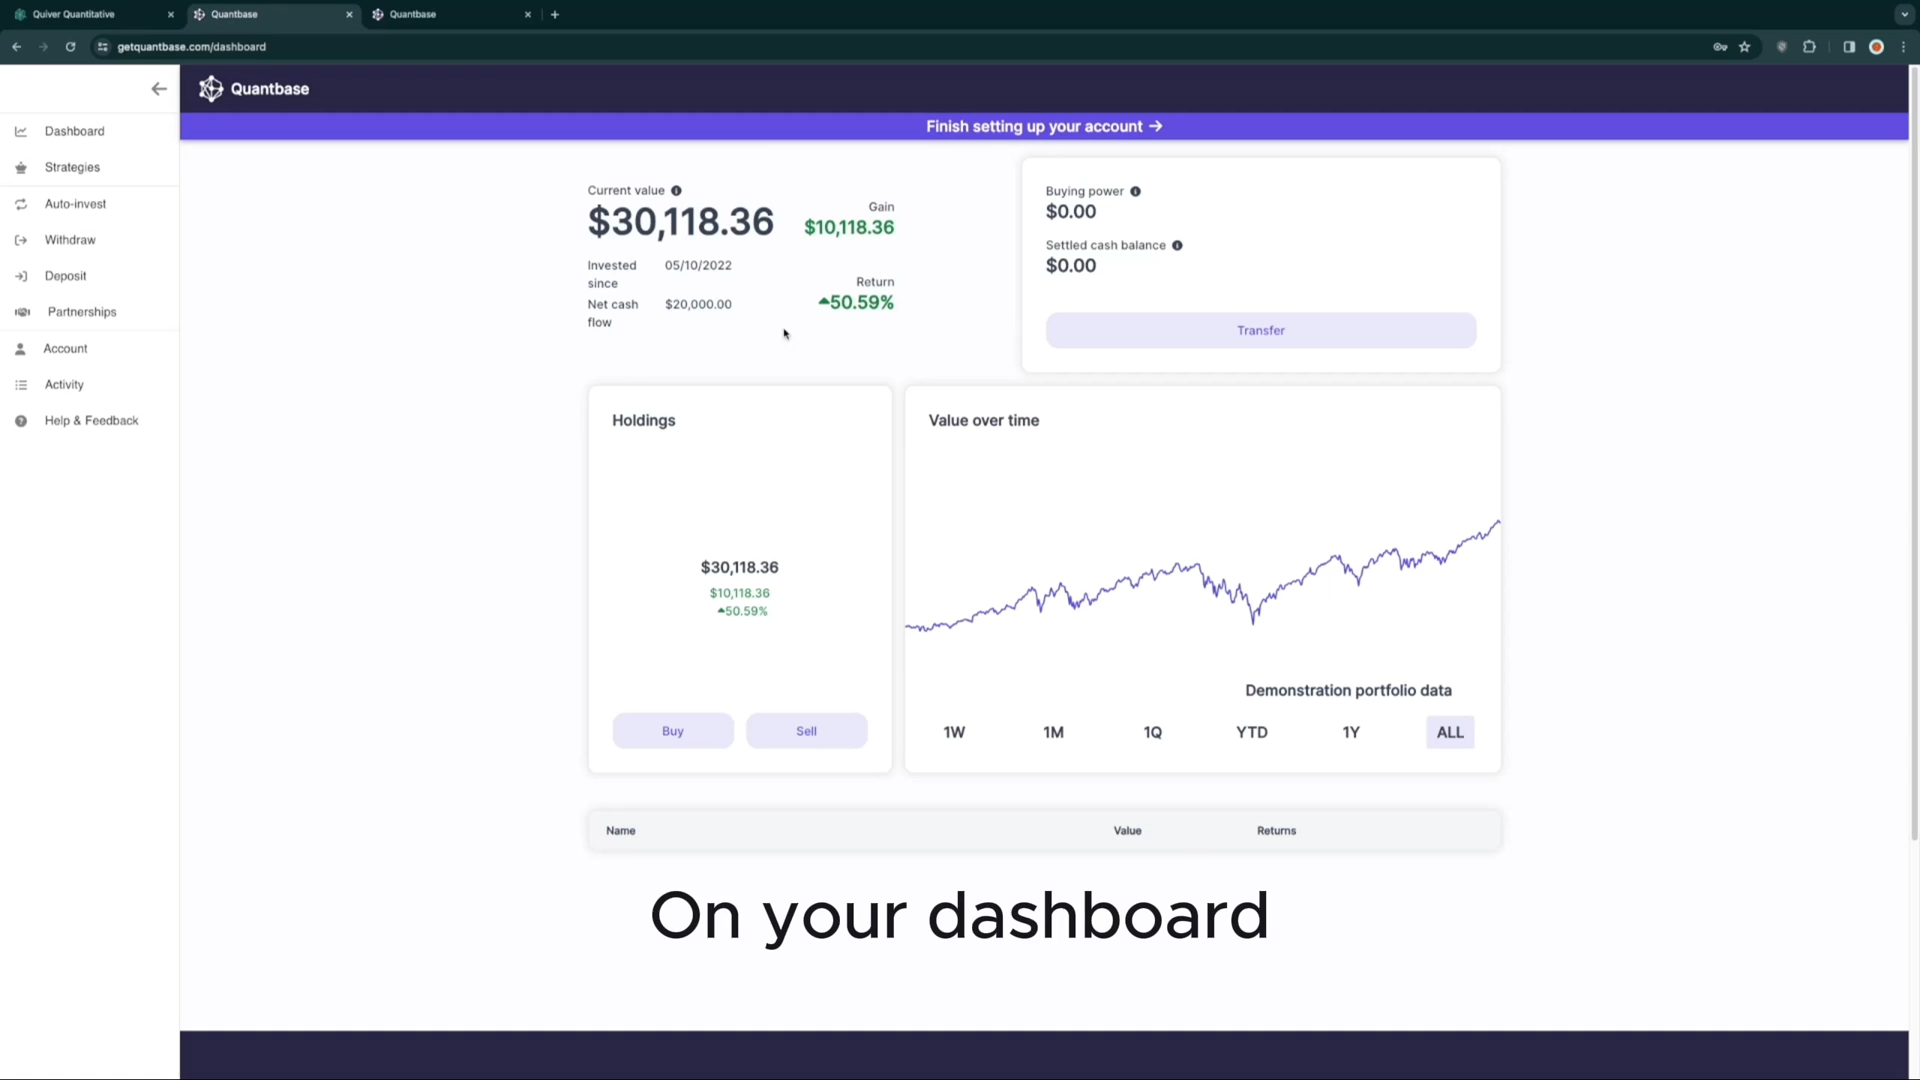 Quiver Quantitative
Quantbase
Quantbase
getquantbase.com/dashboard
Quantbase
Finish setting up your account →
Dashboard
Strategies
Auto-invest
Withdraw
Deposit
Partnerships
Account
Activity
Help & Feedback
Current value
$30,118.36
Gain
$10,118.36
Invested since 05/10/2022
Net cash flow $20,000.00
Return
50.59%
Buying power
$0.00
Settled cash balance
$0.00
Transfer
Holdings
$30,118.36
$10,118.36
50.59%
Buy Sell
Value over time
Demonstration portfolio data
1W 1M 1Q YTD 1Y ALL
Name Value Returns
On your dashboard